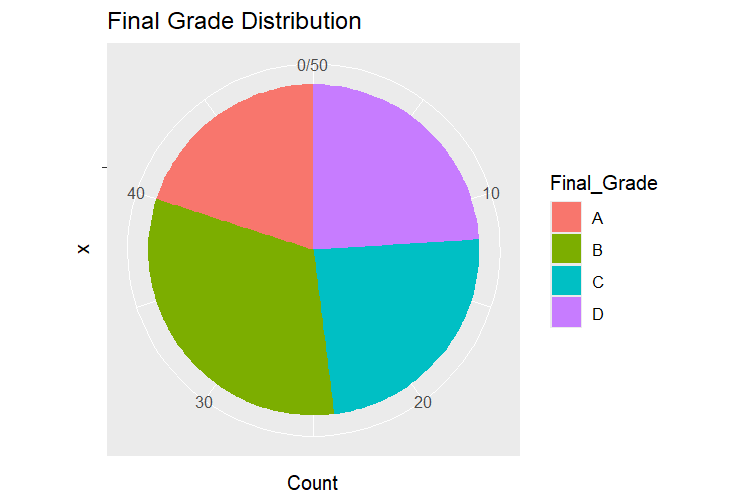 Final Grade Distribution
0/50
10
20
30
40
x
Count
Final_Grade
A
B
C
D